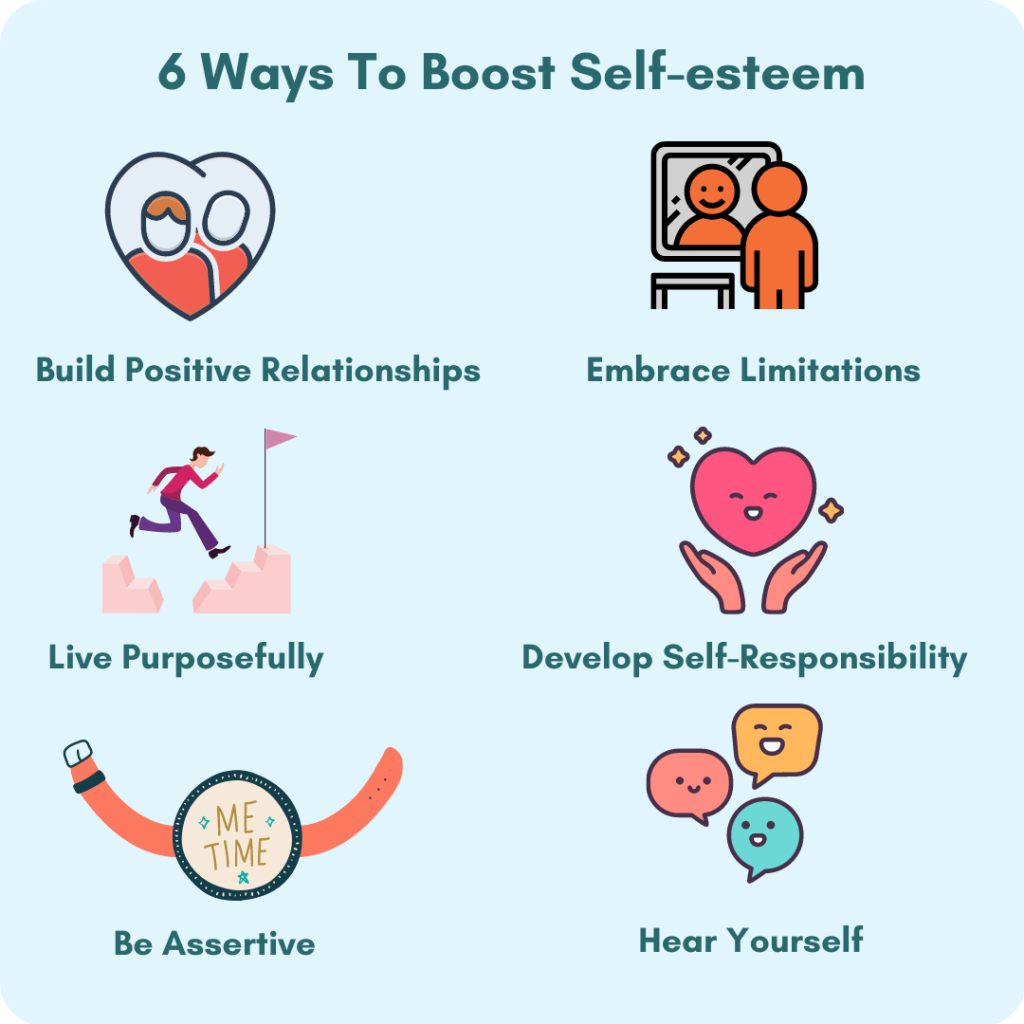 6 Ways To Boost Self-esteem
Build Positive Relationships
Embrace Limitations
Live Purposefully
Develop Self-Responsibility
ME
TIME
Be Assertive
Hear Yourself